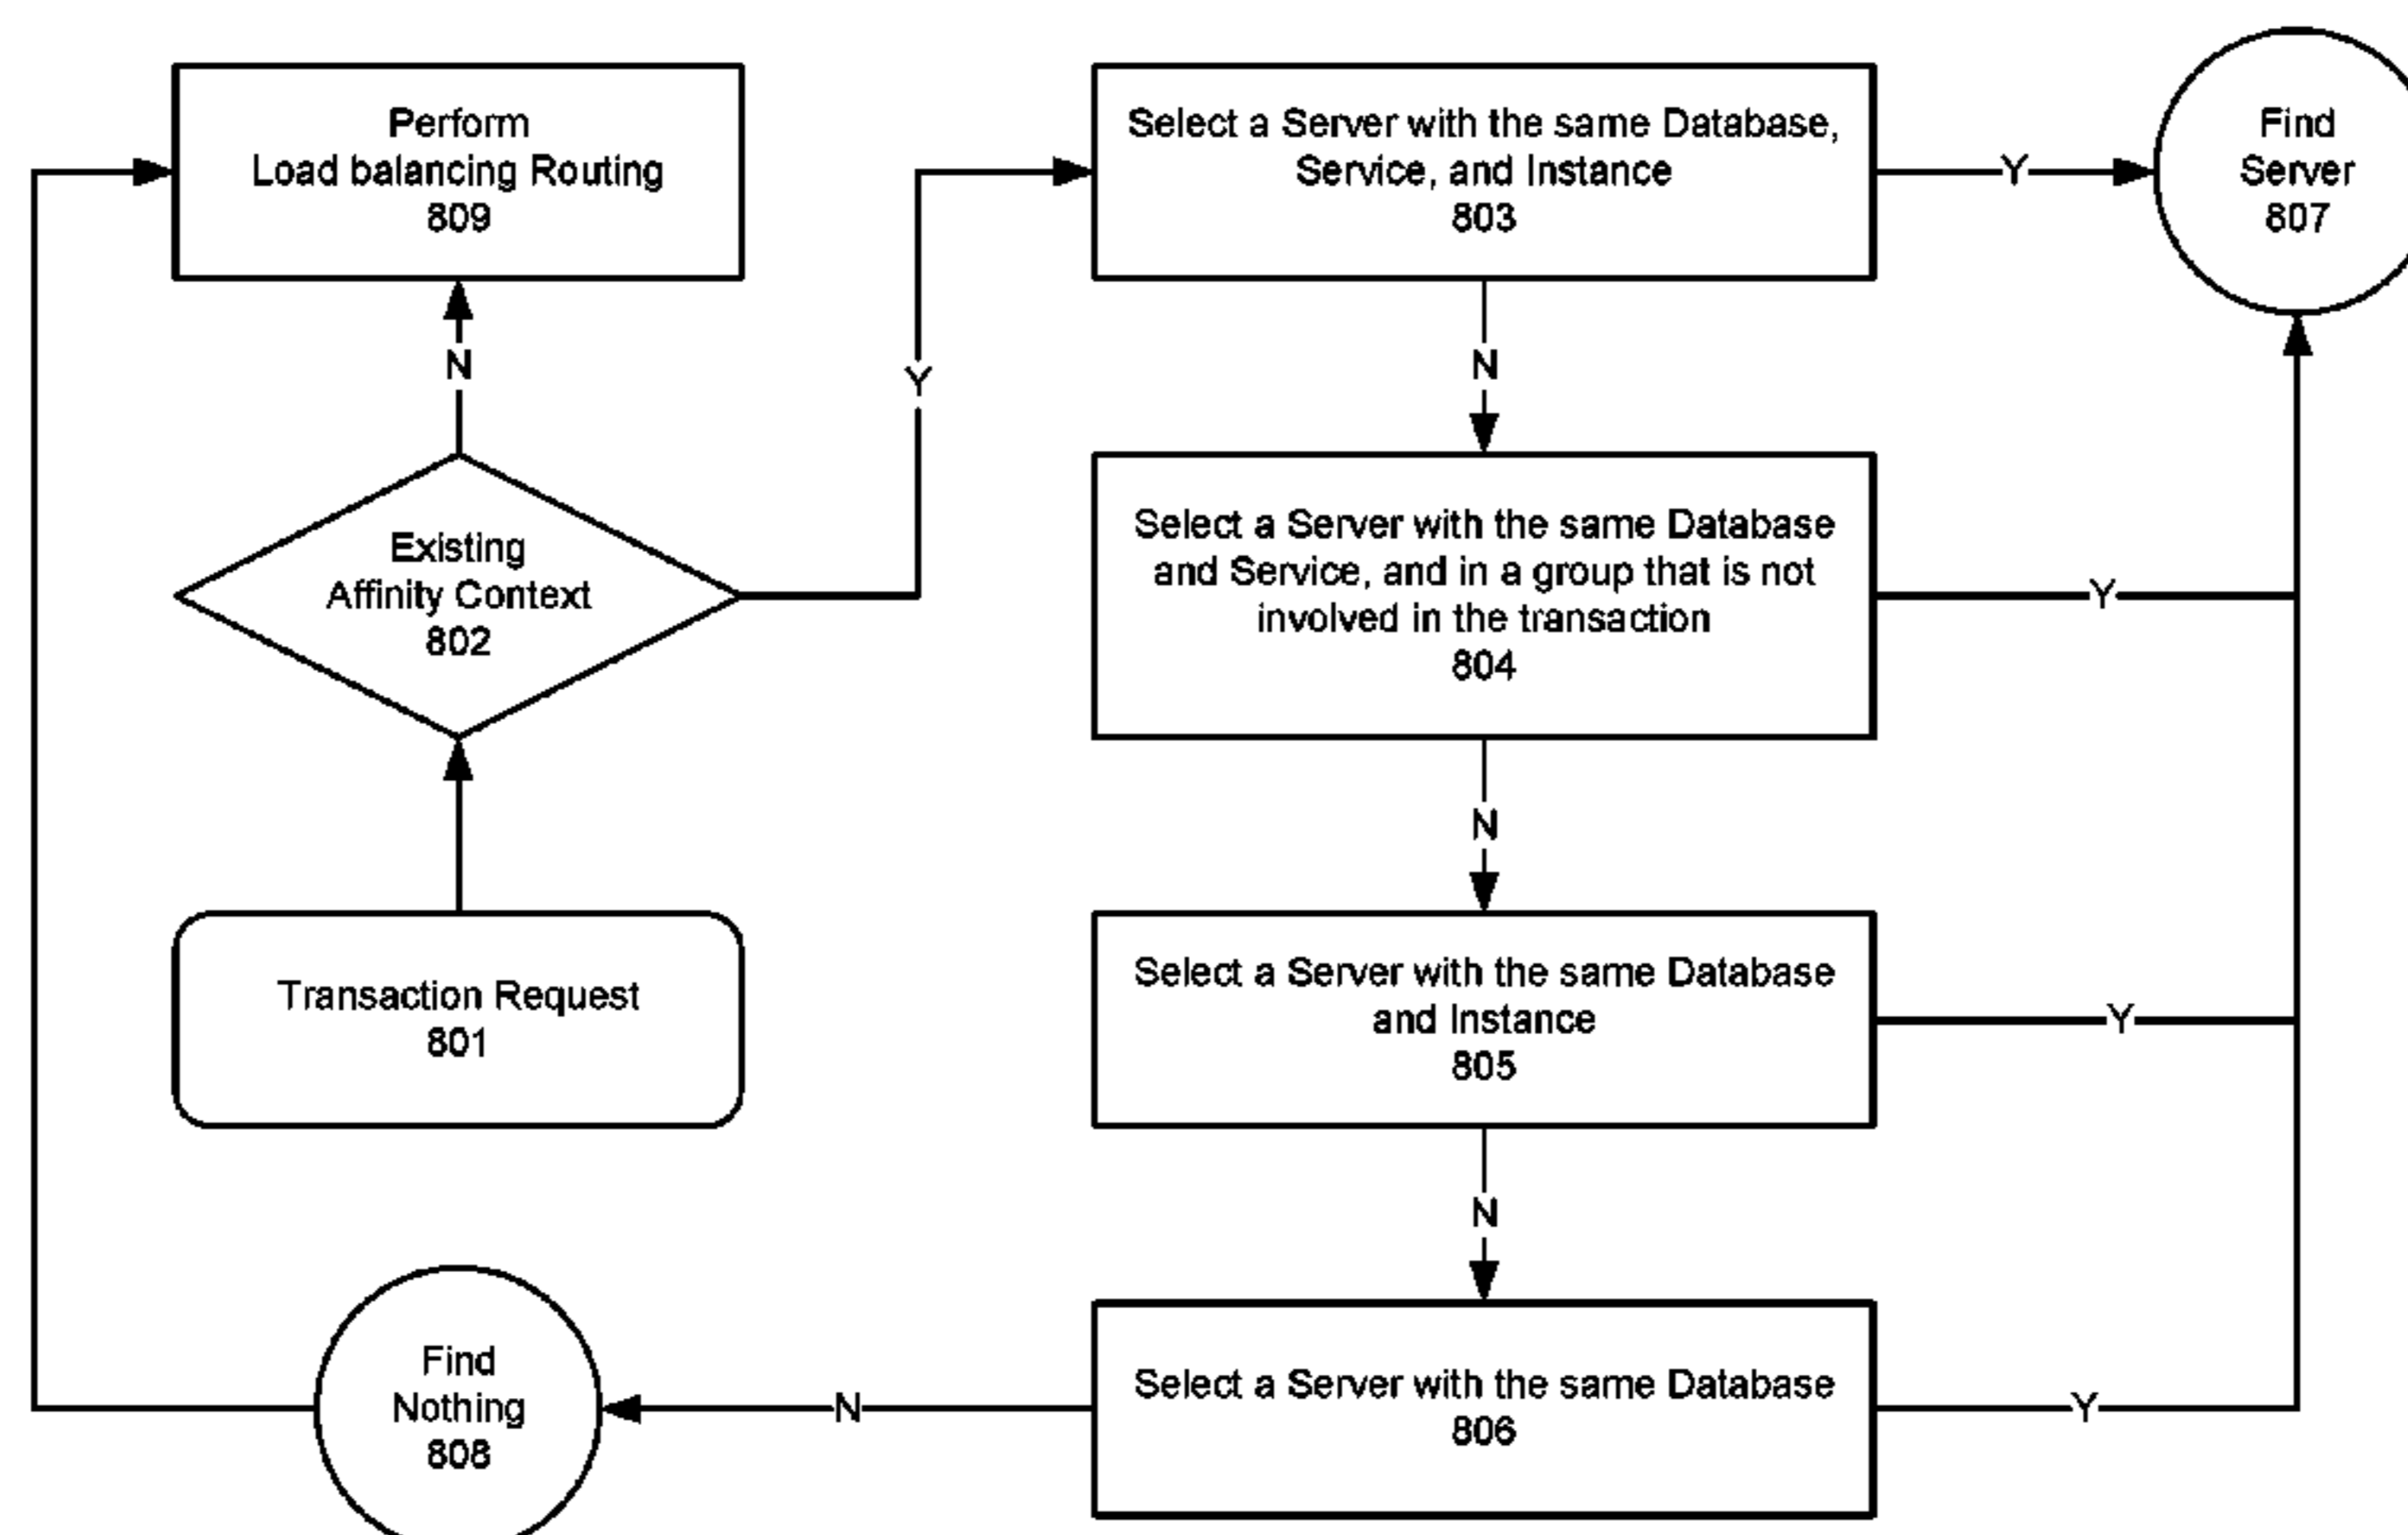 Perform
Load balancing Routing
809
Select a Server with the same Database,
Service, and Instance
803
Y
Find
Server
807
N
Y
N
Existing
Affinity Context
802
Select a Server with the same Database
and Service, and in a group that is not
involved in the transaction
804
Y
N
Transaction Request
801
Select a Server with the same Database
and Instance
805
Y
N
Find
Nothing
808
N
Select a Server with the same Database
806
Y